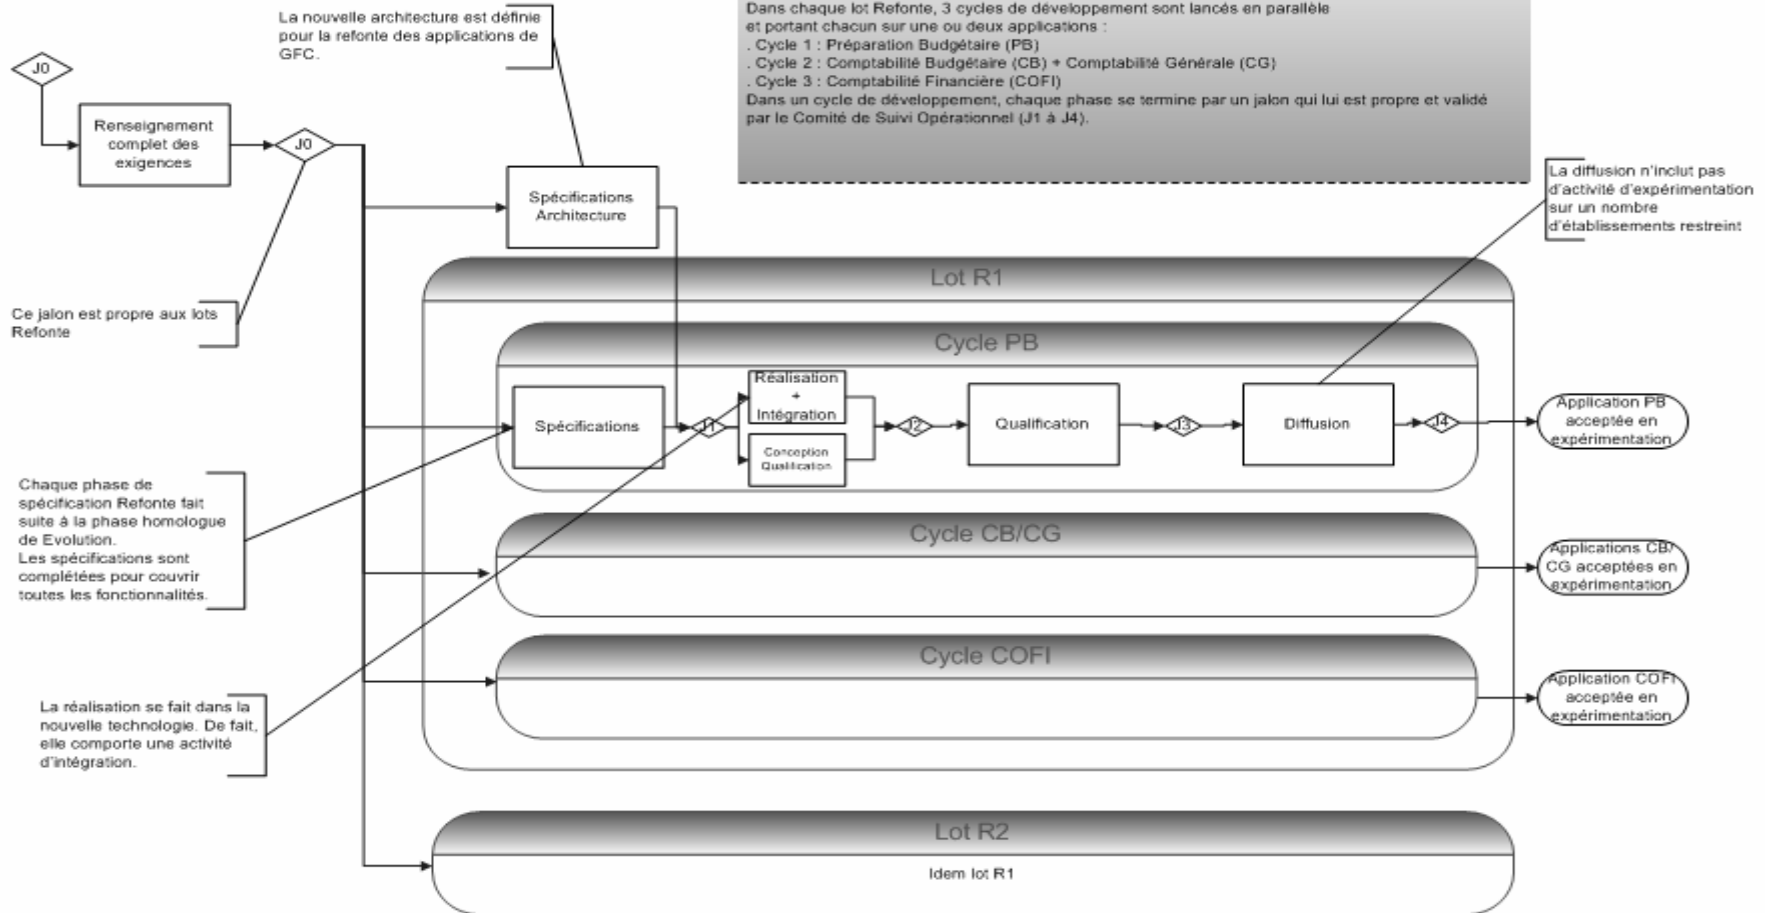 La nouvelle architecture est définie
pour la refonte des applications de
GFC.
Dans chaque lot Refonte, 3 cycles de développement sont lancés en parallèle
et portant chacun sur une ou deux applications :
. Cycle 1 : Préparation Budgétaire (PB)
. Cycle 2 : Comptabilité Budgétaire (CB) + Comptabilité Générale (CG)
. Cycle 3 : Comptabilité Financière (COFI)
Dans un cycle de développement, chaque phase se termine par un jalon qui lui est propre et validé
par le Comité de Suivi Opérationnel (J1 à J4).
J0
Renseignement
complet des
exigences
J0
Spécifications
Architecture
La diffusion n'inclut pas
d'activité d'expérimentation
sur un nombre
d'établissements restreint
Ce jalon est propre aux lots
Refonte
Lot R1
Cycle PB
Spécifications
J1
Réalisation
+
Intégration
Conception
Qualification
J2
Qualification
J3
Diffusion
J4
Application PB
acceptée en
expérimentation
Chaque phase de
spécification Refonte fait
suite à la phase homologue
de Evolution.
Les spécifications sont
complétées pour couvrir
toutes les fonctionnalités.
Cycle CB/CG
Applications CB/
CG acceptées en
expérimentation
Cycle COFI
Application COFI
acceptée en
expérimentation
La réalisation se fait dans la
nouvelle technologie. De fait,
elle comporte une activité
d'intégration.
Lot R2
Idem lot R1